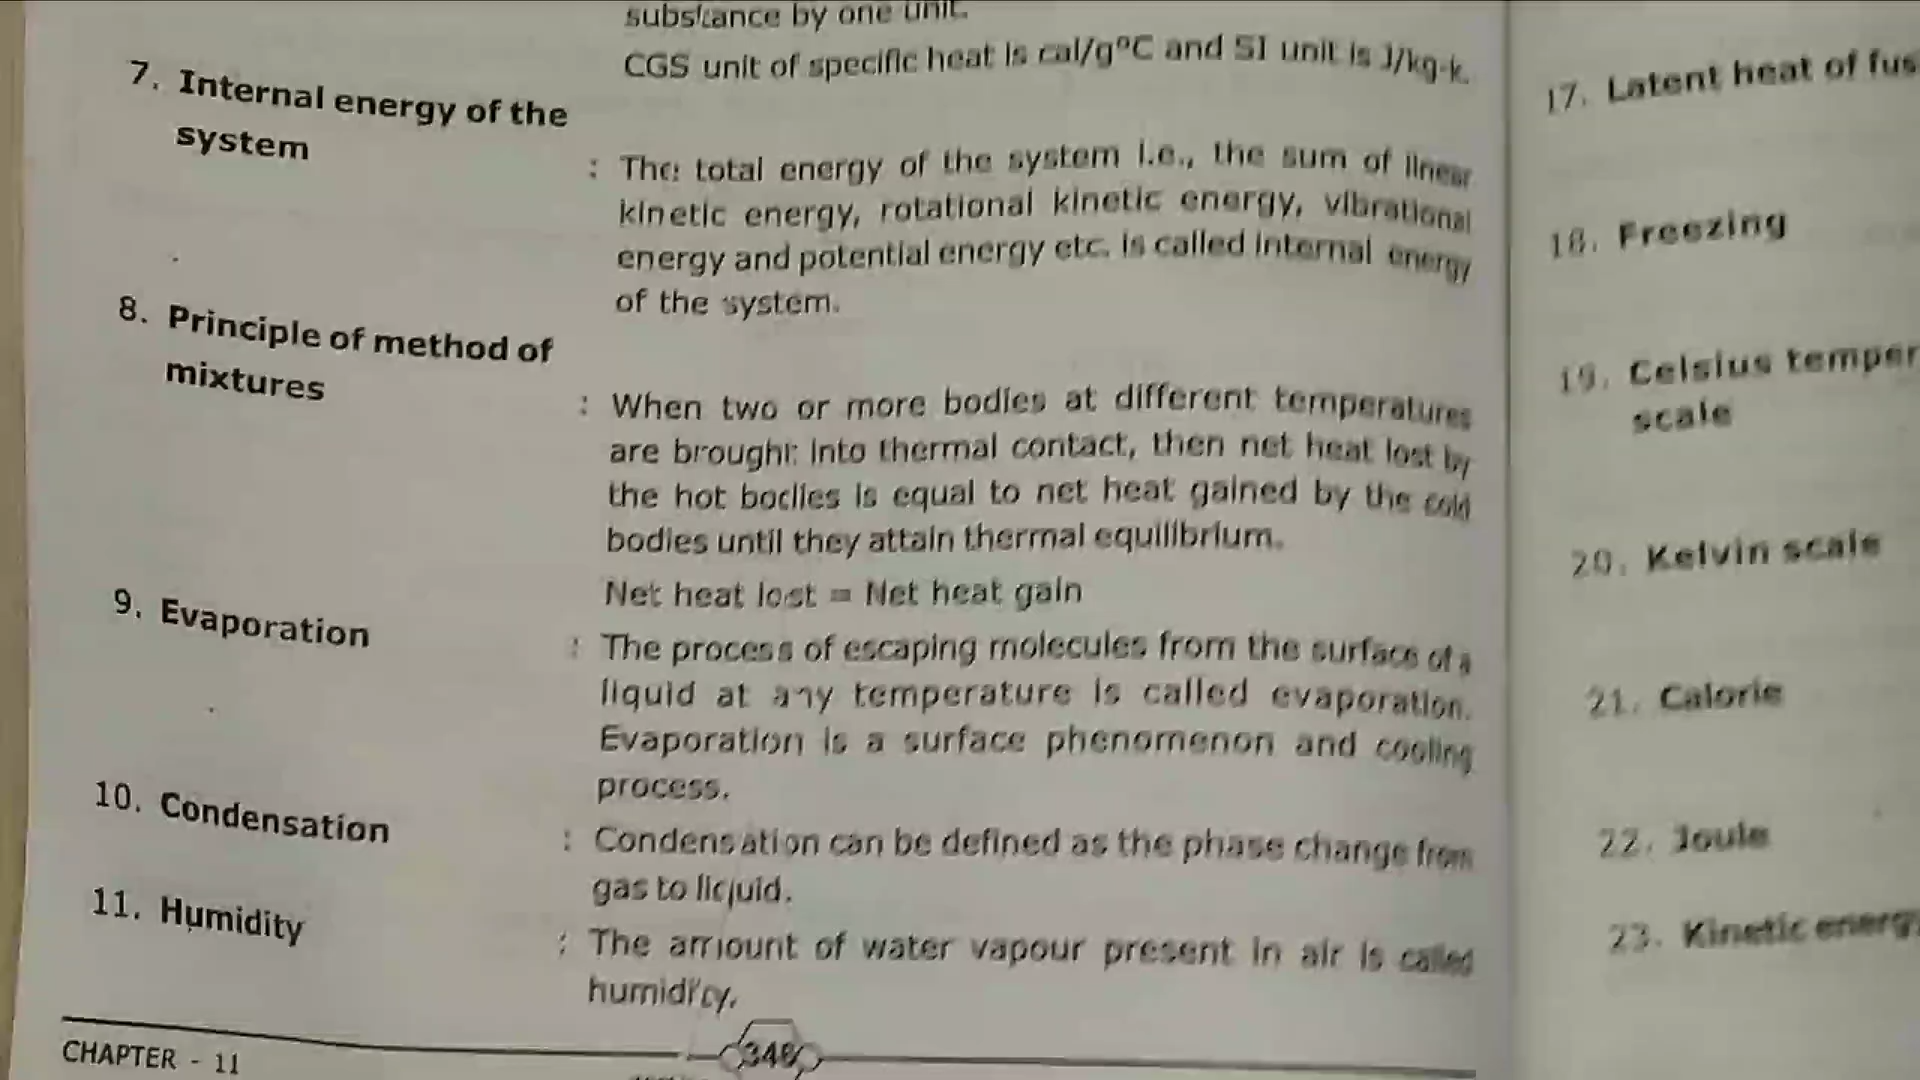 substance by one unit.
CGS unit of specific heat is cal/g°C and SI unit is J/kg-k.
7. Internal energy of the
system
: The total energy of the system i.e., the sum of linear
kinetic energy, rotational kinetic energy, vibrational
energy and potential energy etc. is called internal energy
of the system.
8. Principle of method of
mixtures
: When two or more bodies at different temperatures
are brought into thermal contact, then net heat lost by
the hot bodies is equal to net heat gained by the cold
bodies until they attain thermal equilibrium.
Net heat lost = Net heat gain
9. Evaporation
: The process of escaping molecules from the surface of a
liquid at any temperature is called evaporation.
Evaporation is a surface phenomenon and cooling
process.
10. Condensation
: Condensation can be defined as the phase change from
gas to liquid.
11. Humidity
: The amount of water vapour present in air is called
humidity.
CHAPTER - 11
17. Latent heat of fus
18. Freezing
19. Celsius temper
scale
20. Kelvin scale
21. Calorie
22. Joule
23. Kinetic energy